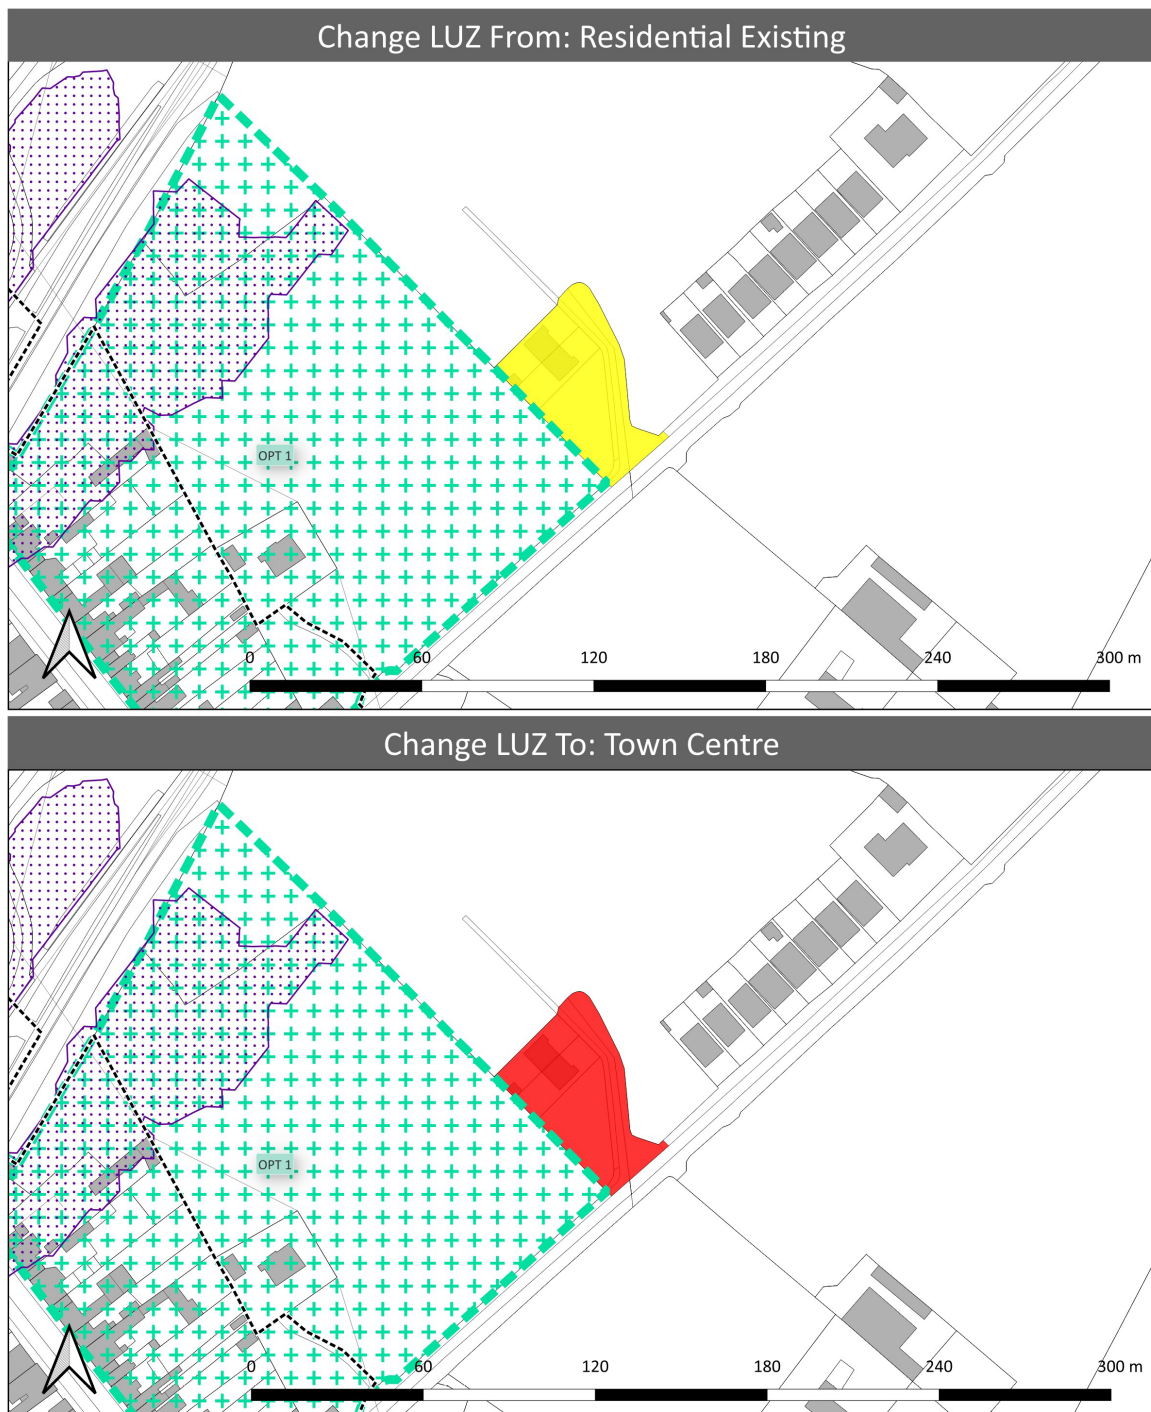 Change LUZ From: Residential Existing
OPT 1
0 60 120 180 240 300 m
Change LUZ To: Town Centre
OPT 1
0 60 120 180 240 300 m